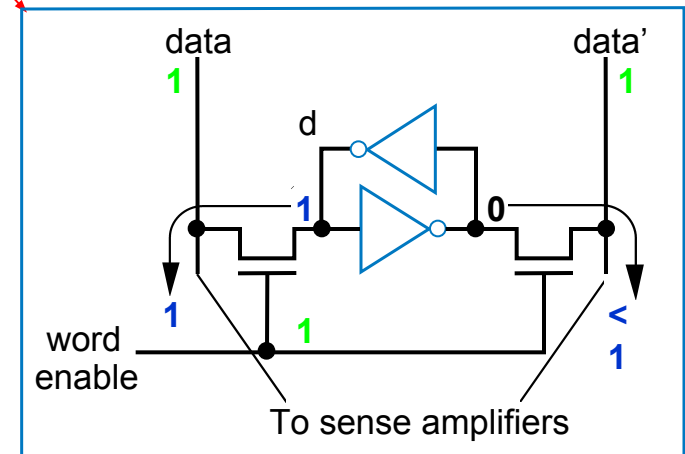 data
data’
1
1
d
1
0
1
<
1
1
word
enable
To sense amplifiers